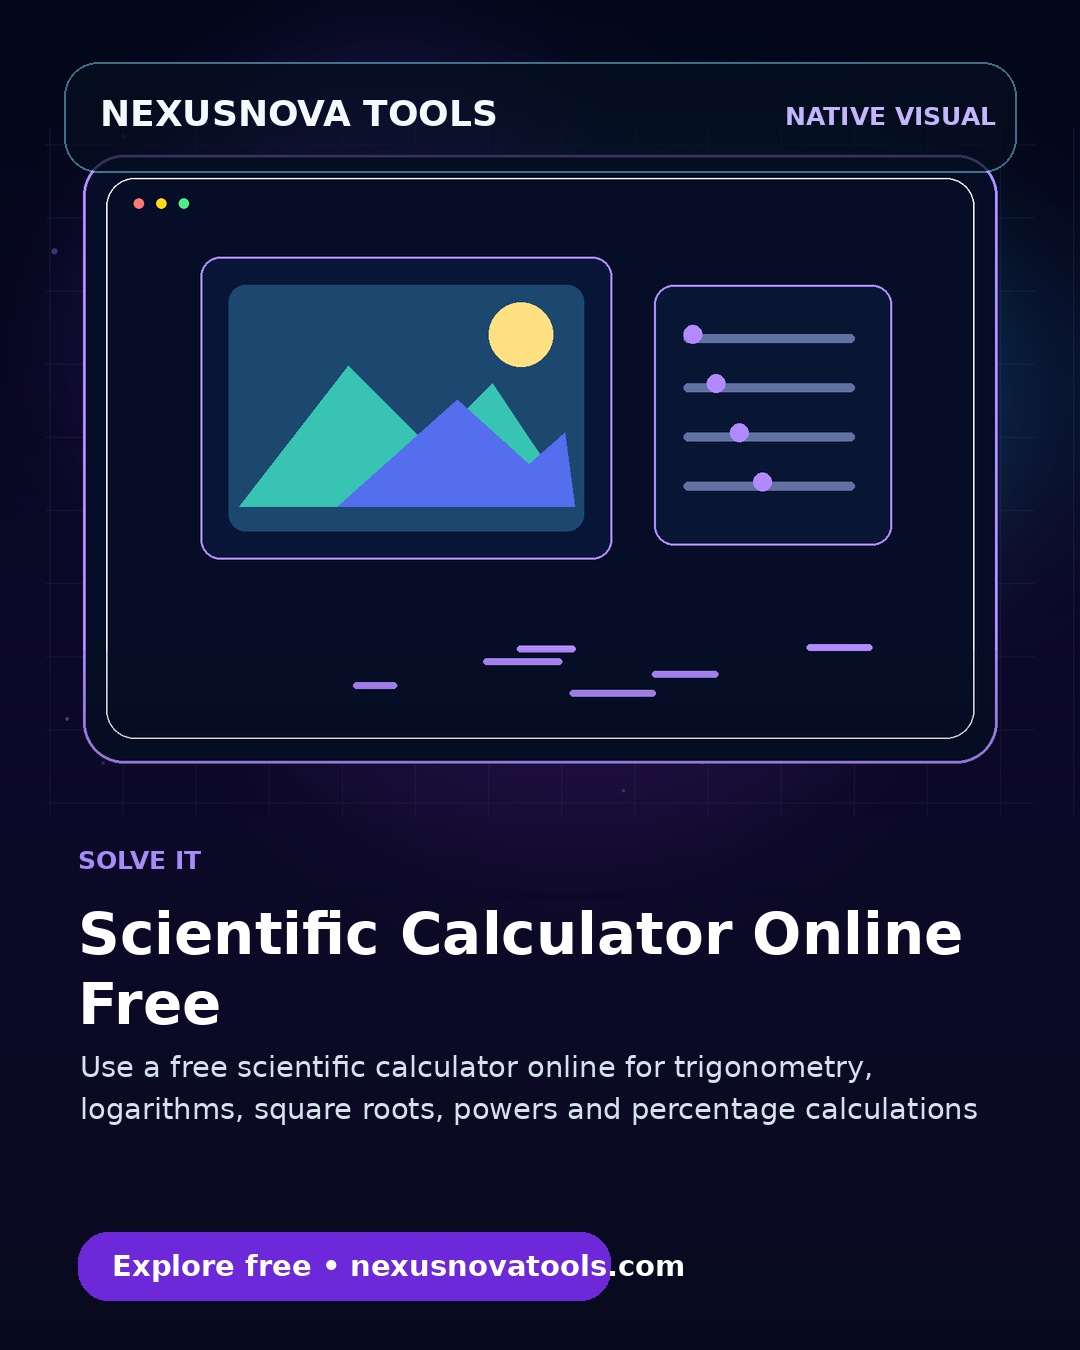 NEXUSNOVA TOOLS
NATIVE VISUAL
SOLVE IT
Scientific Calculator Online
Free
Use a free scientific calculator online for trigonometry,
logarithms, square roots, powers and percentage calculations
Explore free • nexusnovatools.com